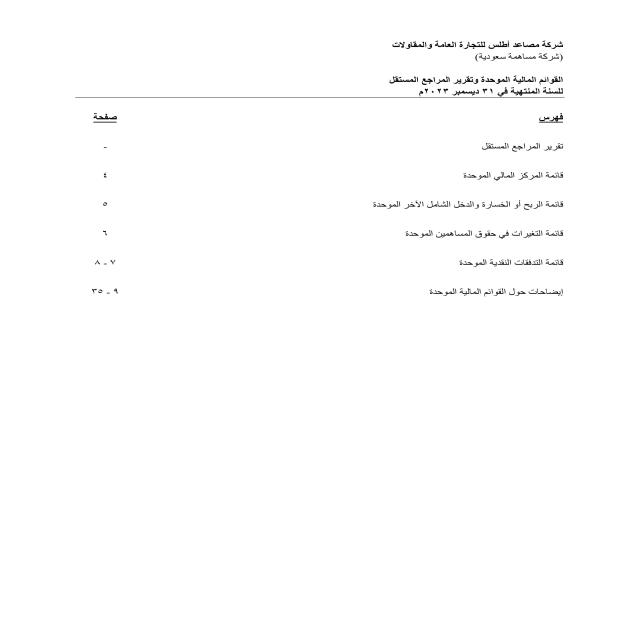 شركة مصاعد أطلس للتجارة العامة والمقاولات
(شركة مساهمة سعودية)
القوائم المالية الموحدة وتقرير المراجع المستقل
للسنة المنتهية في ٣١ ديسمبر ٢٠٢٣م
فهرس صفحة
تقرير المراجع المستقل -
قائمة المركز المالي الموحدة ٤
قائمة الربح أو الخسارة والدخل الشامل الآخر الموحدة ٥
قائمة التغيرات في حقوق المساهمين الموحدة ٦
قائمة التدفقات النقدية الموحدة ٧ - ٨
إيضاحات حول القوائم المالية الموحدة ٩ - ٣٥